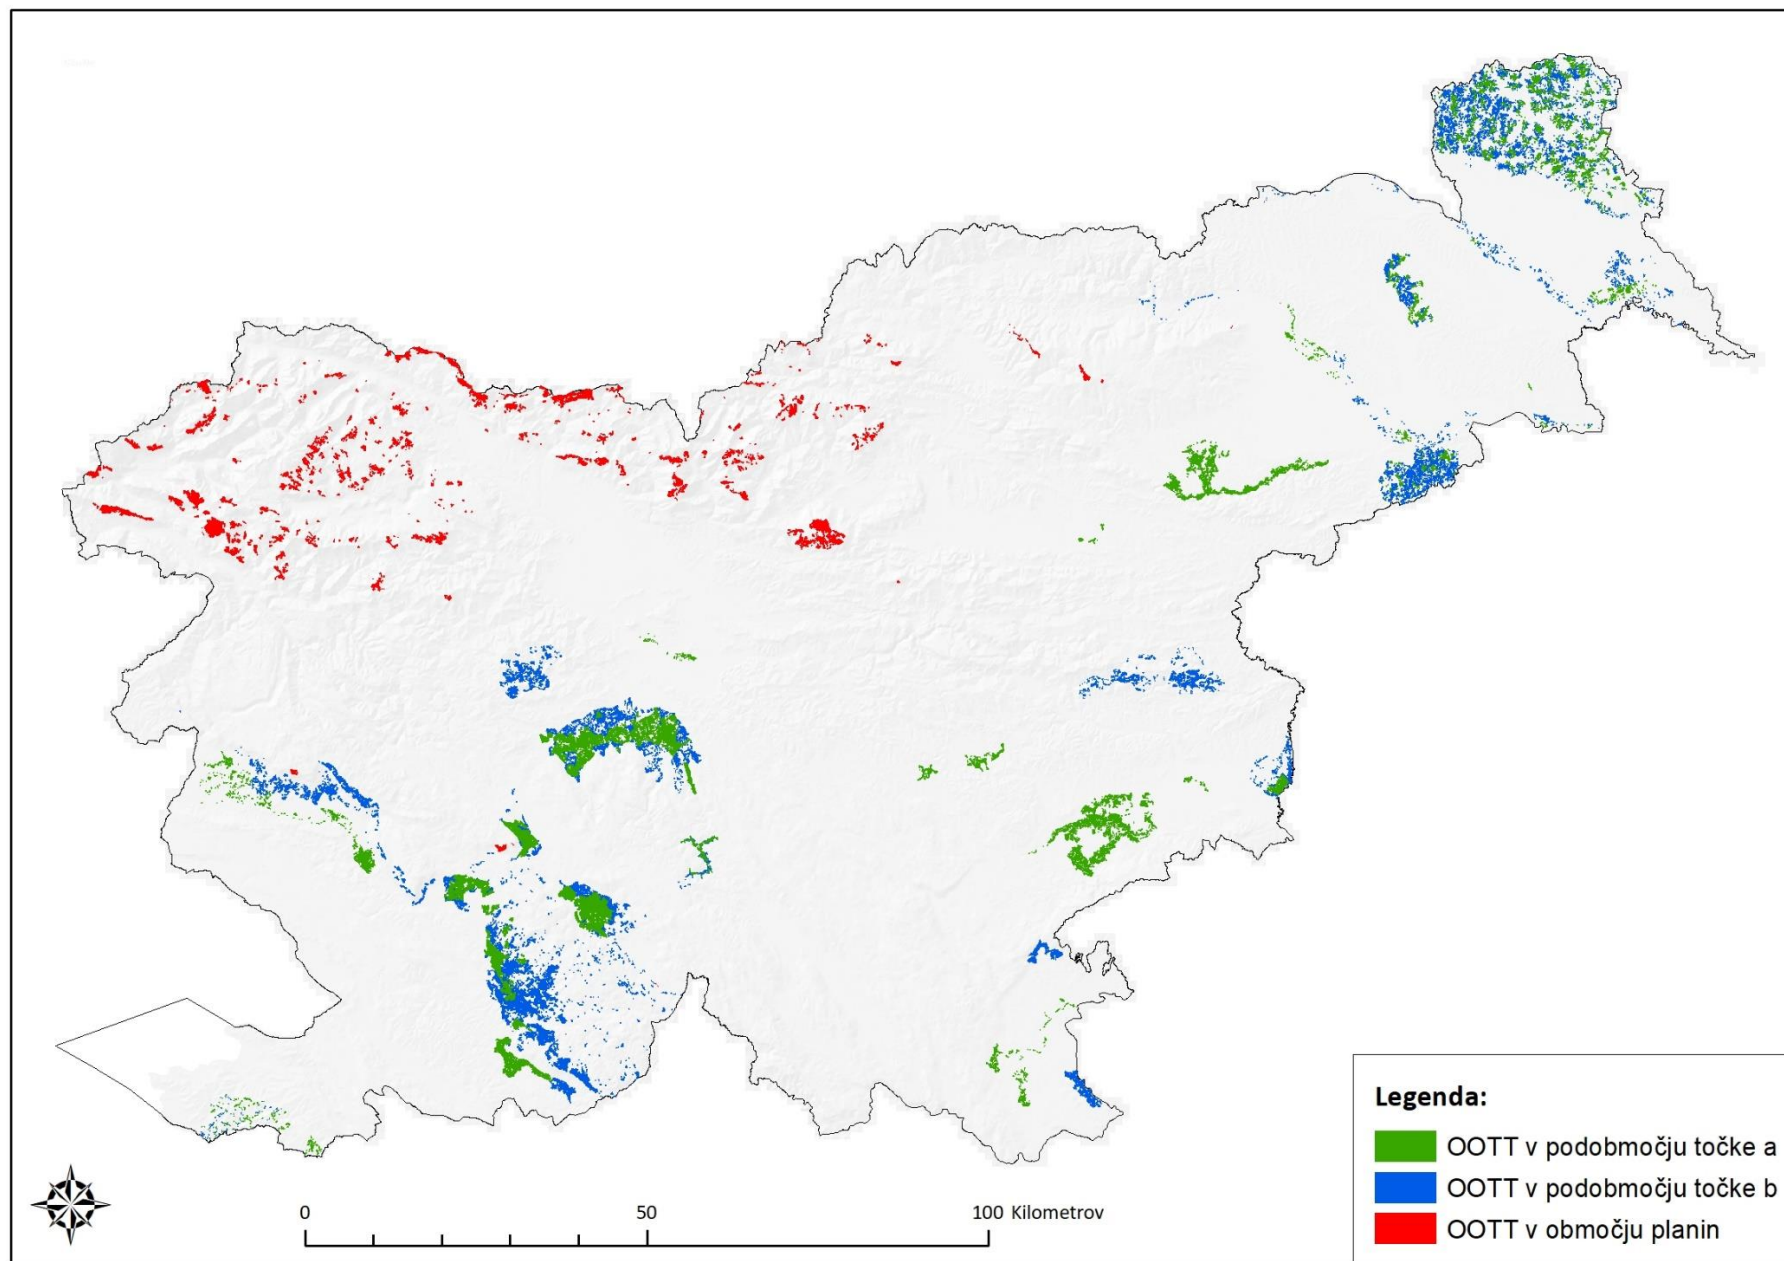 Legenda:
OOTT v podobmočju točke a
OOTT v podobmočju točke b
OOTT v območju planin
0 50 100 Kilometrov